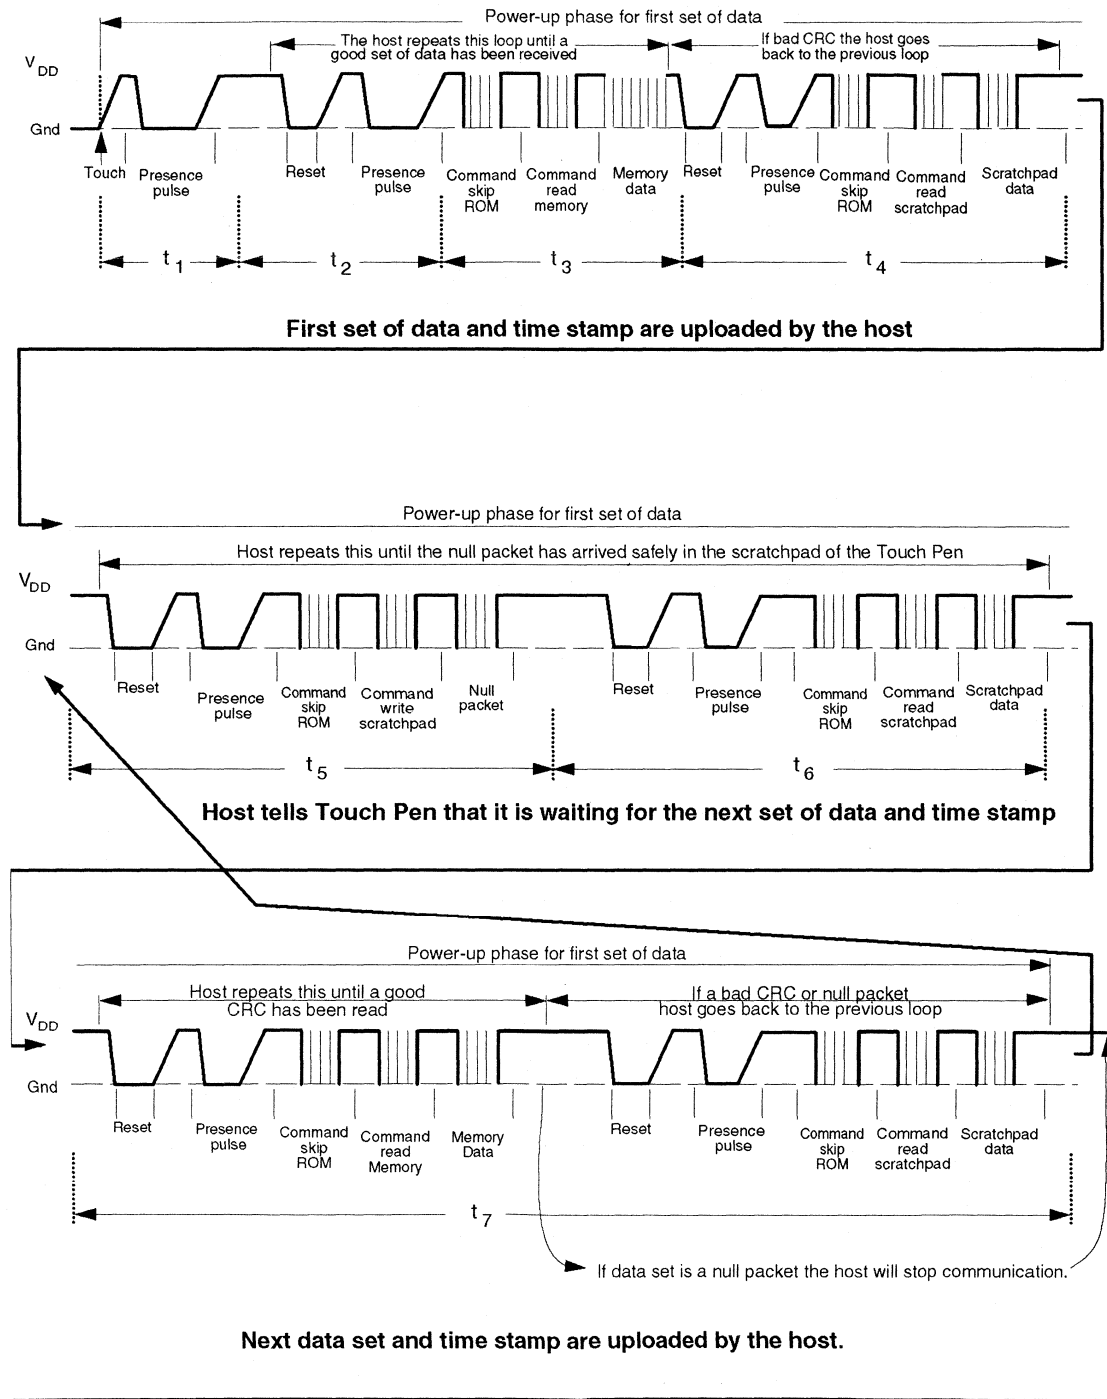 Power-up phase for first set of data
The host repeats this loop until a
good set of data has been received
If bad CRC the host goes
back to the previous loop
VDD
Gnd
Touch
Presence
pulse
Reset
Presence
pulse
Command
skip
ROM
Command
read
memory
Memory
data
Reset
Presence
pulse
Command
skip
ROM
Command
read
scratchpad
Scratchpad
data
t1
t2
t3
t4
First set of data and time stamp are uploaded by the host
Power-up phase for first set of data
Host repeats this until the null packet has arrived safely in the scratchpad of the Touch Pen
VDD
Gnd
Reset
Presence
pulse
Command
skip
ROM
Command
write
scratchpad
Null
packet
Reset
Presence
pulse
Command
skip
ROM
Command
read
scratchpad
Scratchpad
data
t5
t6
Host tells Touch Pen that it is waiting for the next set of data and time stamp
Power-up phase for first set of data
Host repeats this until a good
CRC has been read
If a bad CRC or null packet
host goes back to the previous loop
VDD
Gnd
Reset
Presence
pulse
Command
skip
ROM
Command
read
Memory
Memory
Data
Reset
Presence
pulse
Command
skip
ROM
Command
read
scratchpad
Scratchpad
data
t7
If data set is a null packet the host will stop communication.
Next data set and time stamp are uploaded by the host.